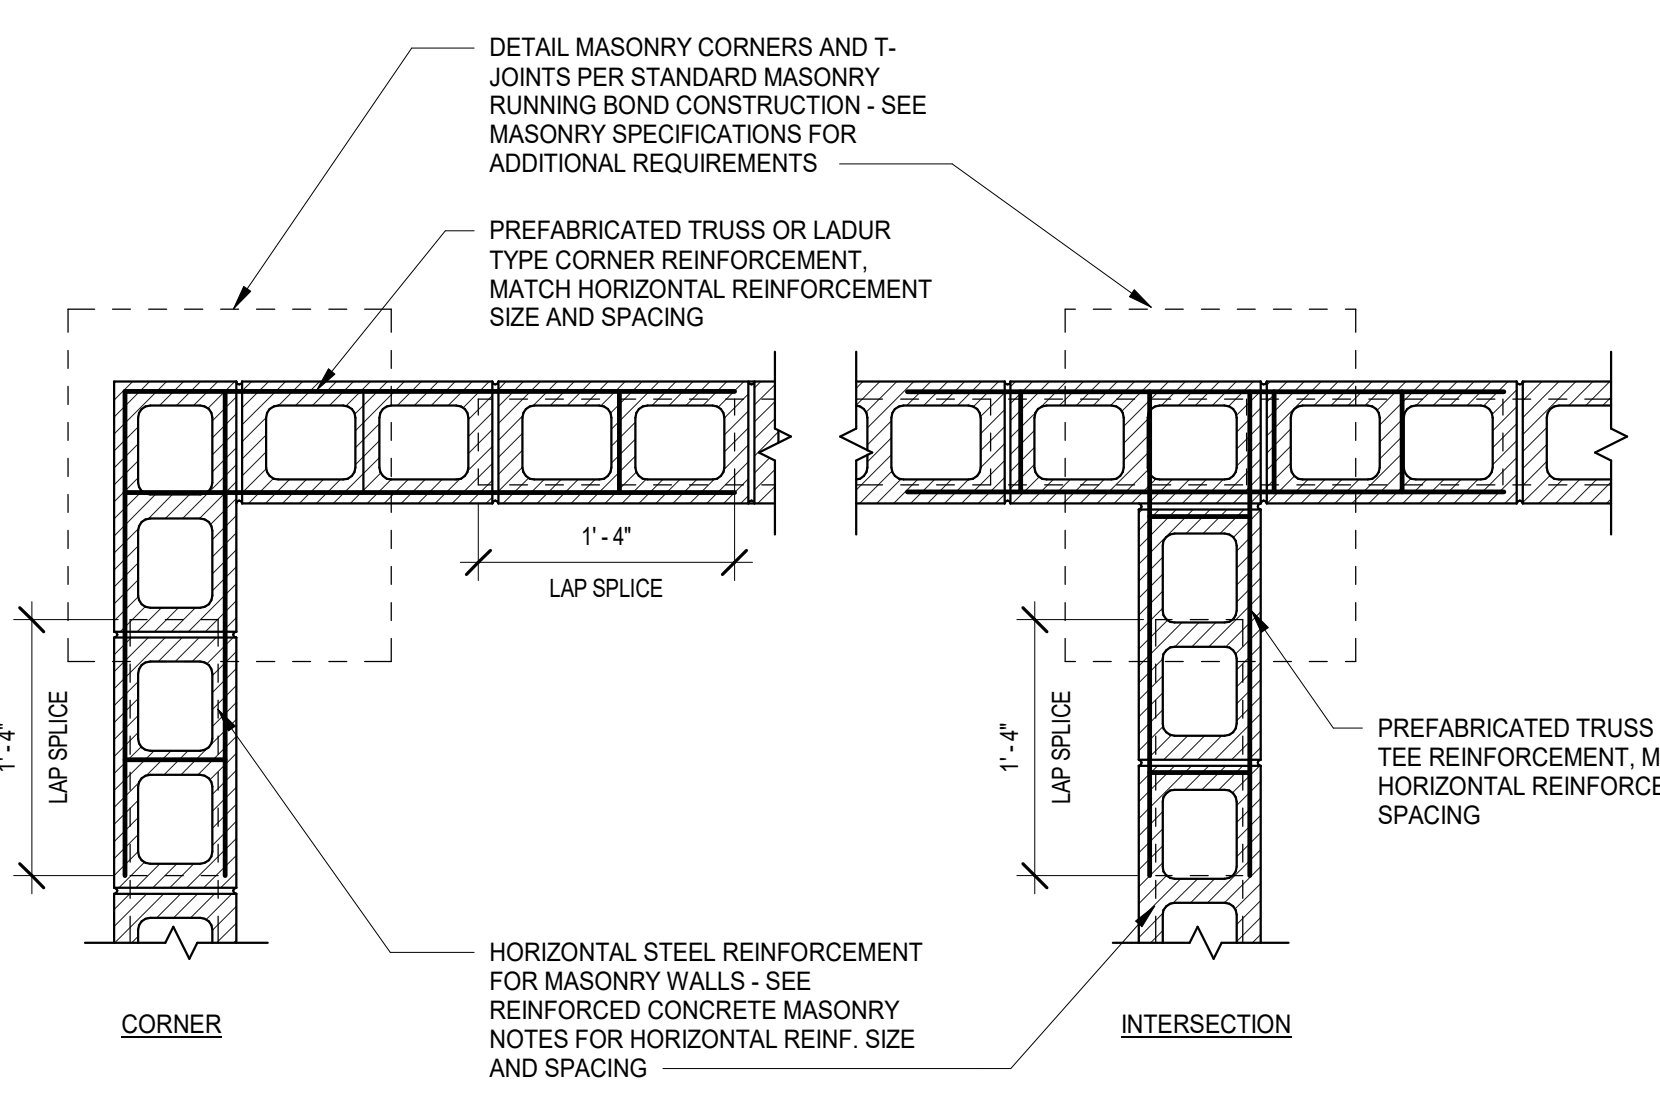 DETAIL MASONRY CORNERS AND T-
JOINTS PER STANDARD MASONRY
RUNNING BOND CONSTRUCTION - SEE
MASONRY SPECIFICATIONS FOR
ADDITIONAL REQUIREMENTS
PREFABRICATED TRUSS OR LADUR
TYPE CORNER REINFORCEMENT,
MATCH HORIZONTAL REINFORCEMENT
SIZE AND SPACING
1' - 4"
LAP SPLICE
1' - 4"
LAP SPLICE
1' - 4"
LAP SPLICE
PREFABRICATED TRUSS
TEE REINFORCEMENT,
HORIZONTAL
SPACING
HORIZONTAL STEEL REINFORCEMENT
FOR MASONRY WALLS - SEE
REINFORCED CONCRETE MASONRY
NOTES FOR HORIZONTAL REINF. SIZE
AND SPACING
CORNER
INTERSECTION